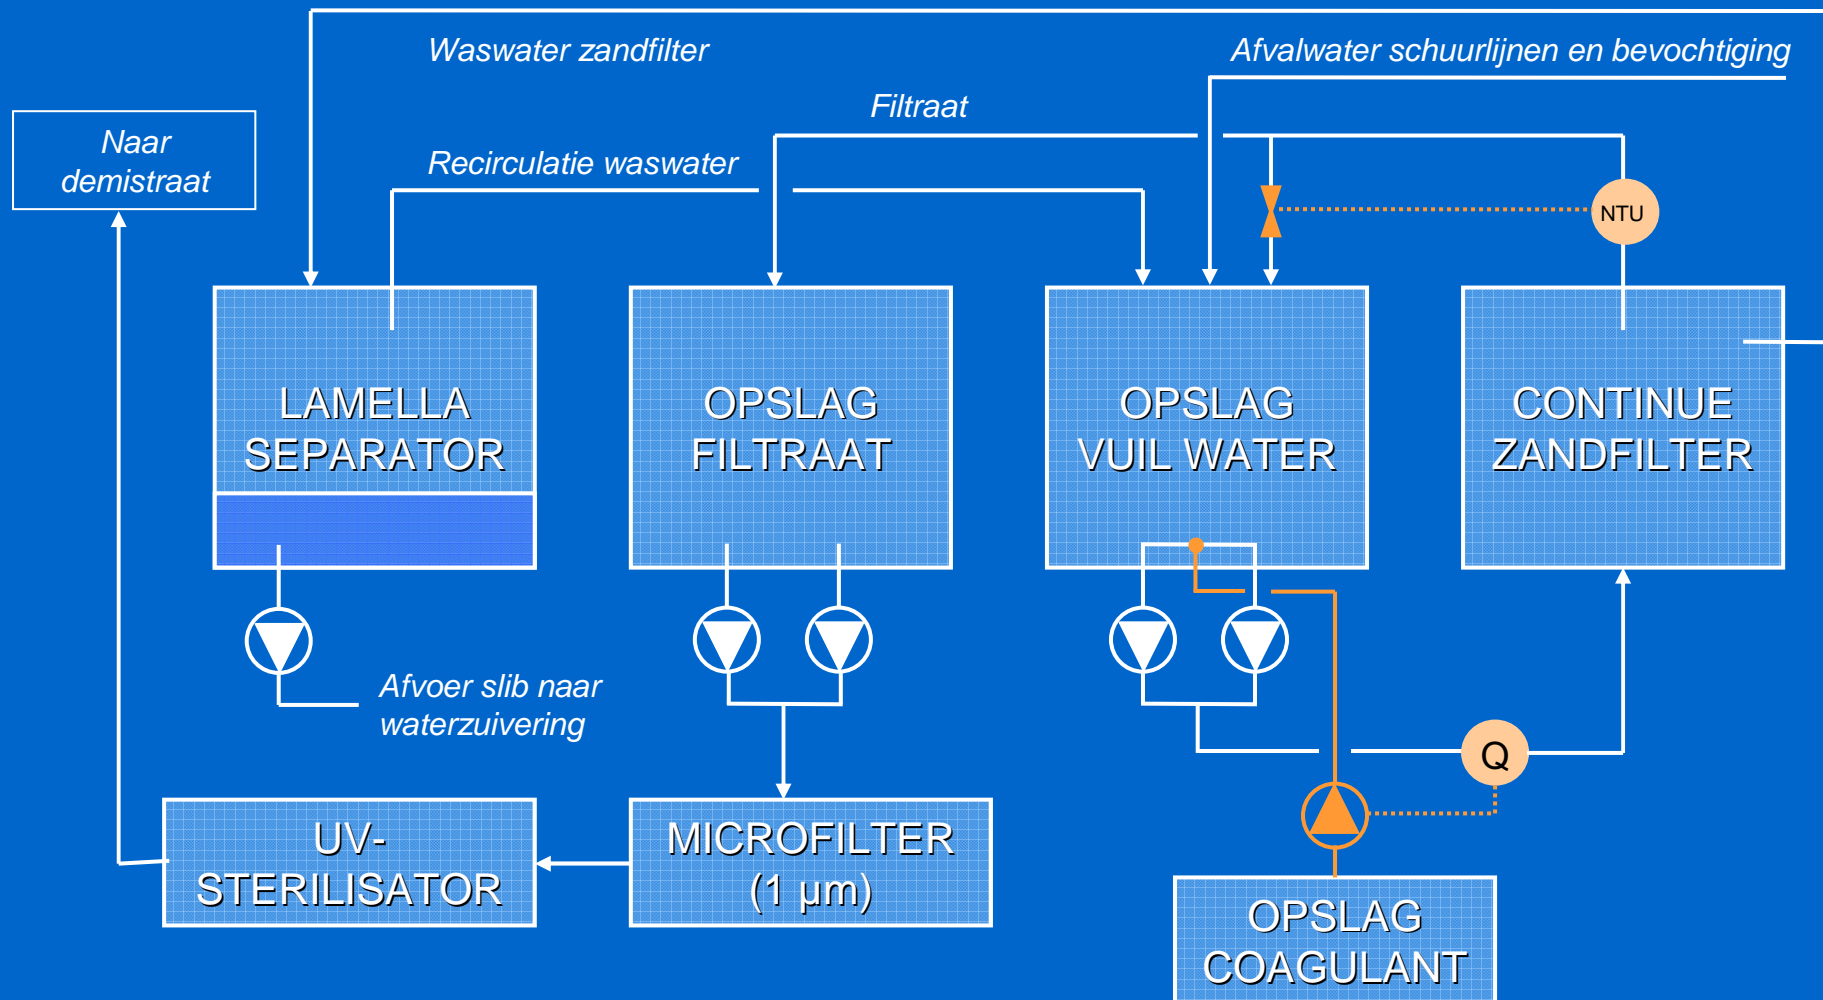 Waswater zandfilter
Afvalwater schuurlijnen en bevochtiging
Filtraat
Naar
demistraat
Recirculatie waswater
NTU
LAMELLA
SEPARATOR
OPSLAG
FILTRAAT
OPSLAG
VUIL WATER
CONTINUE
ZANDFILTER
Afvoer slib naar
waterzuivering
Q
UV-
STERILISATOR
MICROFILTER
(1 µm)
OPSLAG
COAGULANT